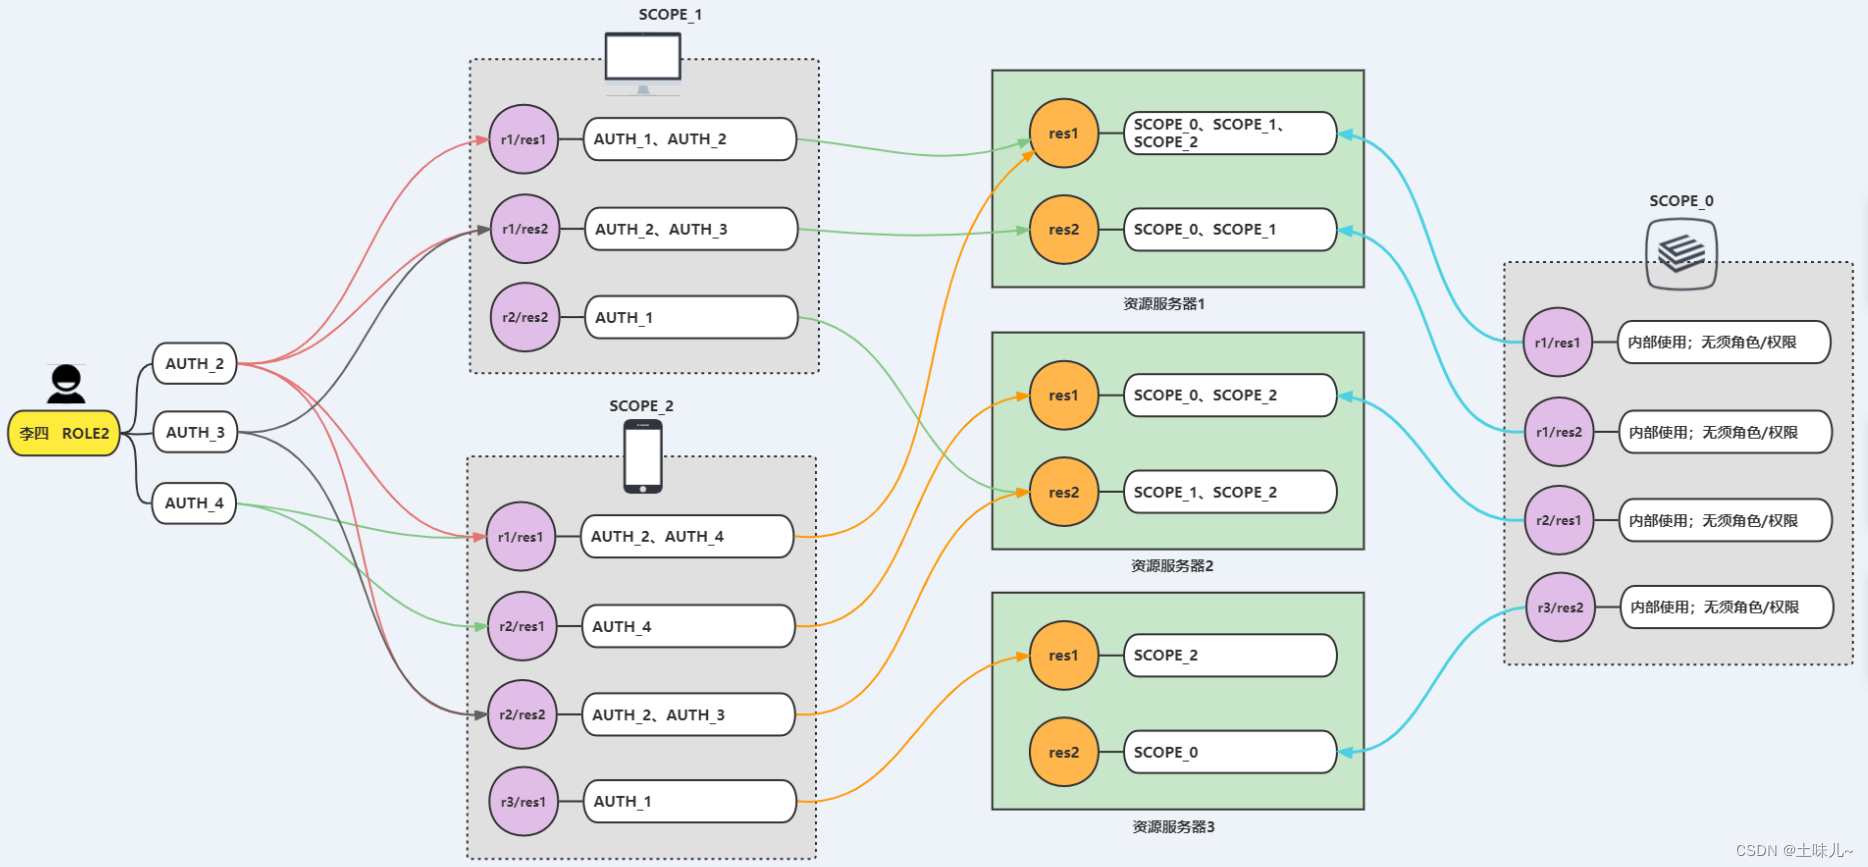 李四 ROLE2
AUTH_2
AUTH_3
AUTH_4
SCOPE_1
r1/res1
AUTH_1、AUTH_2
r1/res2
AUTH_2、AUTH_3
r2/res2
AUTH_1
SCOPE_2
r1/res1
AUTH_2、AUTH_4
r2/res1
AUTH_4
r2/res2
AUTH_2、AUTH_3
r3/res1
AUTH_1
res1
SCOPE_0、SCOPE_1、
SCOPE_2
res2
SCOPE_0、SCOPE_1
资源服务器1
res1
SCOPE_0、SCOPE_2
res2
SCOPE_1、SCOPE_2
资源服务器2
res1
SCOPE_2
res2
SCOPE_0
资源服务器3
SCOPE_0
r1/res1
内部使用；无须角色/权限
r1/res2
内部使用；无须角色/权限
r2/res1
内部使用；无须角色/权限
r3/res2
内部使用；无须角色/权限
CSDN @土味儿~